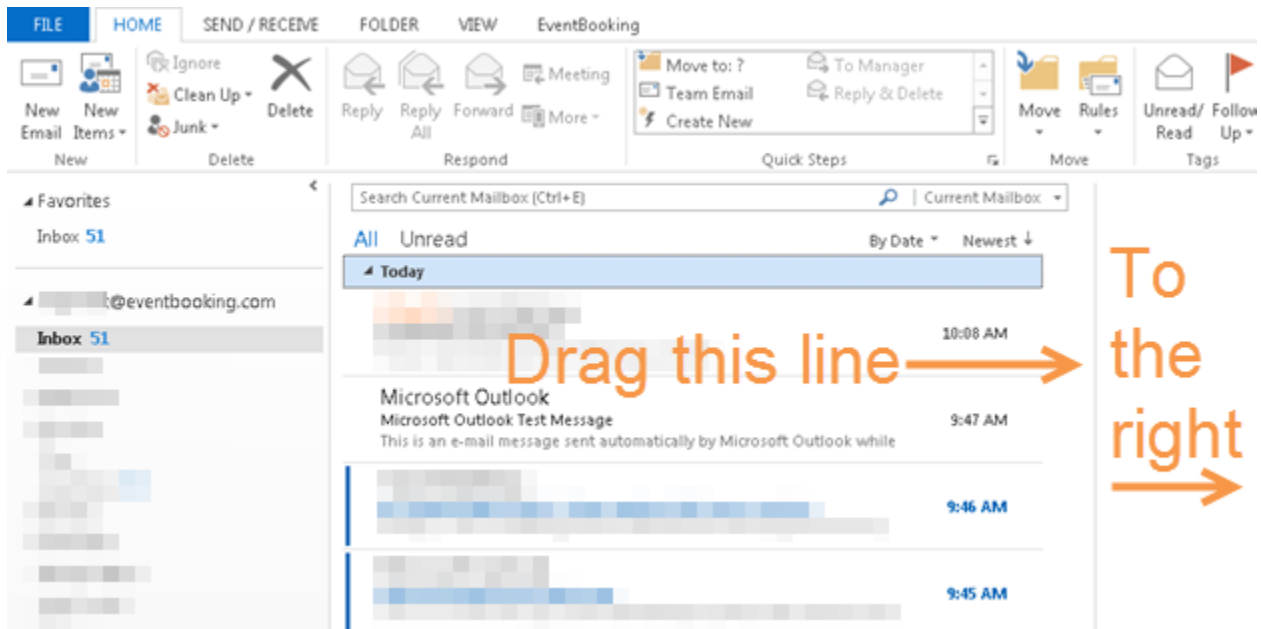 FILE HOME SEND / RECEIVE FOLDER VIEW EventBooking
Ignore
Clean Up
Junk
New Email
New Items
Delete
Reply
Reply All
Forward
Meeting
More
Move to: ?
Team Email
Create New
To Manager
Reply & Delete
Move
Rules
Unread/ Read
Follow Up
New Delete Respond Quick Steps Move Tags
Favorites
Inbox 51
@eventbooking.com
Inbox 51
Search Current Mailbox (Ctrl+E) Current Mailbox
All Unread By Date Newest
Today
10:08 AM
Drag this line
Microsoft Outlook
Microsoft Outlook Test Message 9:47 AM
This is an e-mail message sent automatically by Microsoft Outlook while
9:46 AM
9:45 AM
To
the
right